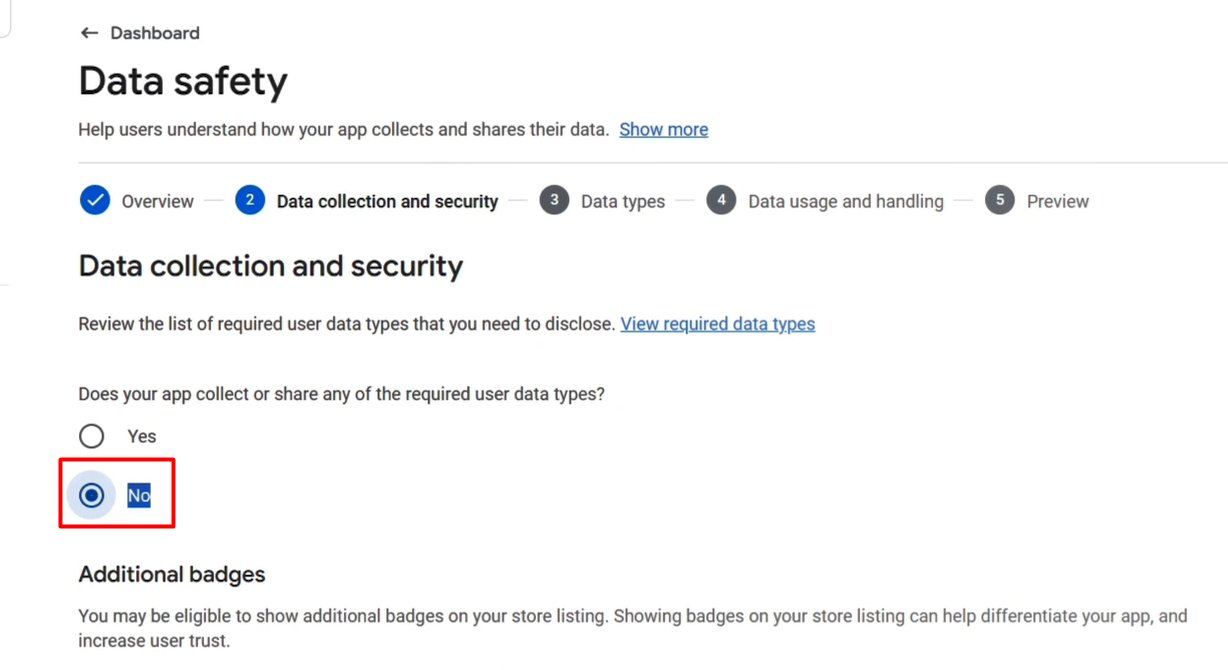 Dashboard
Data safety
Help users understand how your app collects and shares their data. Show more
Overview 2 Data collection and security 3 Data types 4 Data usage and handling 5 Preview
Data collection and security
Review the list of required user data types that you need to disclose. View required data types
Does your app collect or share any of the required user data types?
Yes
No
Additional badges
You may be eligible to show additional badges on your store listing. Showing badges on your store listing can help differentiate your app, and
increase user trust.